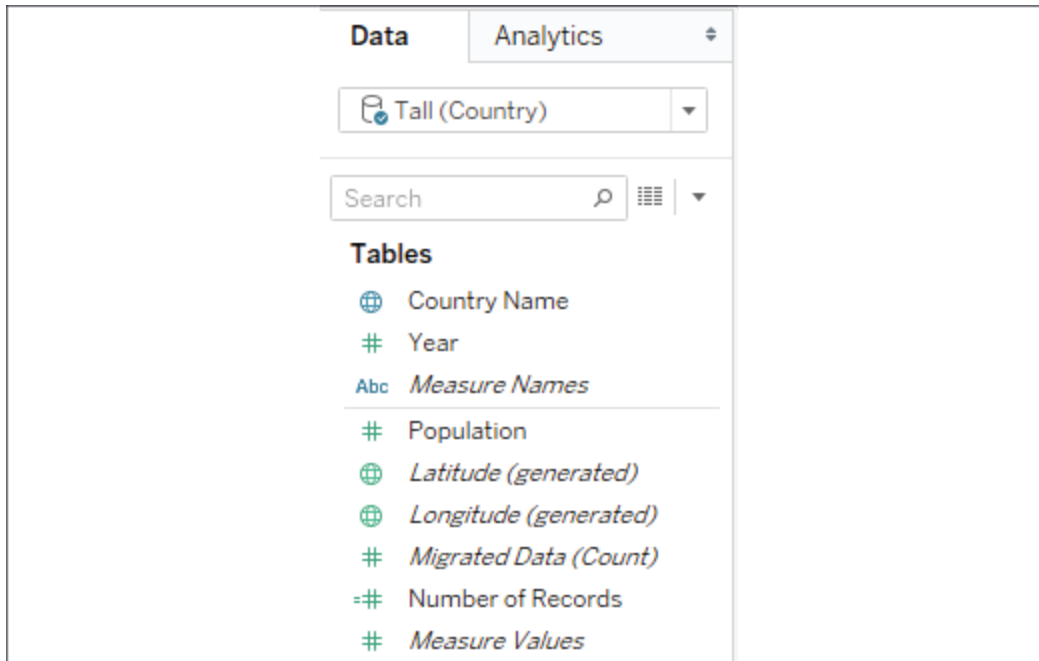 Data Analytics
Tall (Country)
Search
Tables
Country Name
# Year
Abc Measure Names
# Population
Latitude (generated)
Longitude (generated)
# Migrated Data (Count)
=# Number of Records
# Measure Values